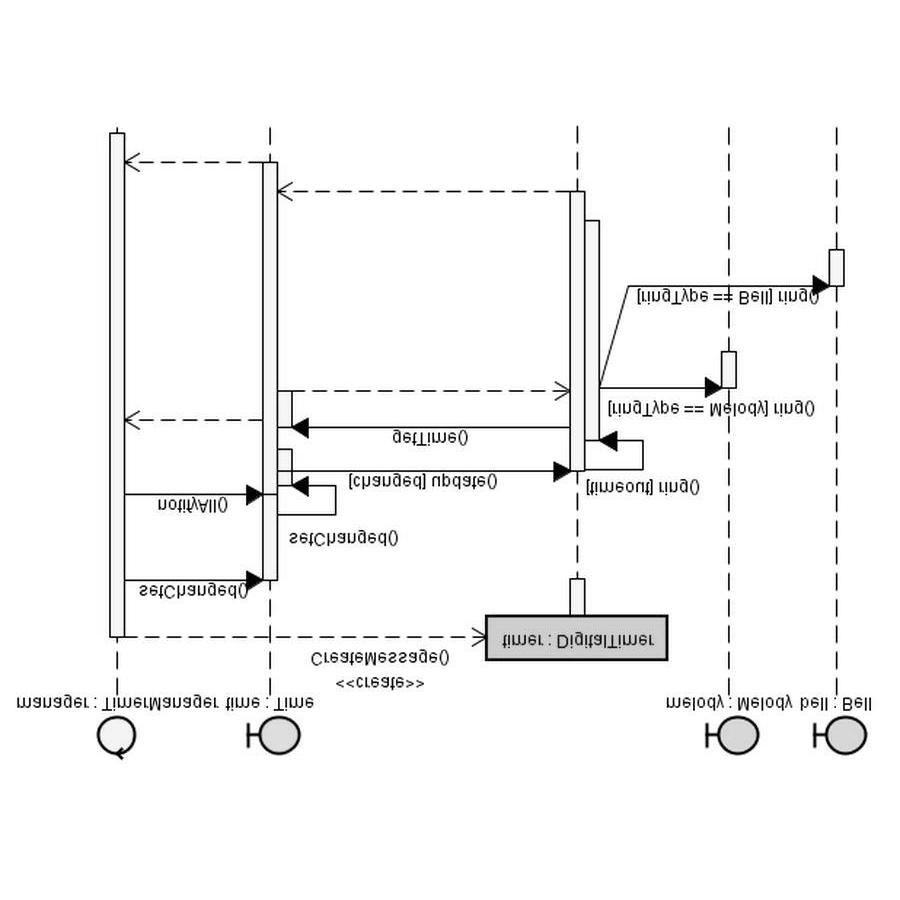 manager : TimerManager
time : Time
melody : Melody
bell : Bell
<<create>>
CreateMessage()
timer : DigitalTimer
setChanged()
setChanged()
notifyAll()
[changed] update()
[timeout] ring()
getTime()
[ringType == Melody] ring()
[ringType == Bell] ring()